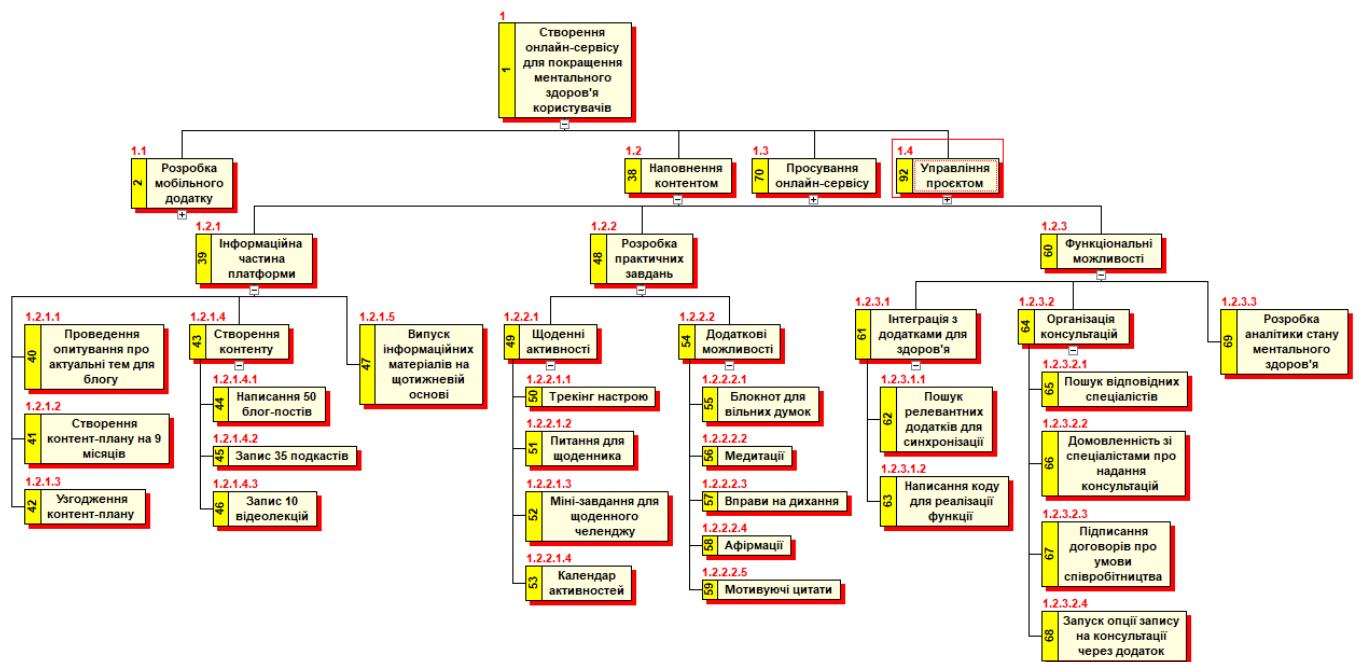 1
1
Створення
онлайн-сервісу
для покращення
ментального
здоров'я
користувачів
1.1
2
Розробка
мобільного
додатку
1.2
38
Наповнення
контентом
1.3
70
Просування
онлайн-сервісу
1.4
92
Управління
проєктом
1.2.1
39
Інформаційна
частина
платформи
1.2.2
48
Розробка
практичних
завдань
1.2.3
60
Функціональні
можливості
1.2.1.1
40
Проведення
опитування про
актуальні тем для
блогу
1.2.1.2
41
Створення
контент-плану на 9
місяців
1.2.1.3
42
Узгодження
контент-плану
1.2.1.4
43
Створення
контенту
1.2.1.4.1
44
Написання 50
блог-постів
1.2.1.4.2
45
Запис 35 подкастів
1.2.1.4.3
46
Запис 10
відеолекцій
1.2.1.5
47
Випуск
інформаційних
матеріалів на
щотижневій
основі
1.2.2.1
49
Щоденні
активності
1.2.2.1.1
50
Трекінг настрою
1.2.2.1.2
51
Питання для
щоденника
1.2.2.1.3
52
Міні-завдання для
щоденного
челенджу
1.2.2.1.4
53
Календар
активностей
1.2.2.2
54
Додаткові
можливості
1.2.2.2.1
55
Блокнот для
вільних думок
1.2.2.2.2
56
Медитації
1.2.2.2.3
57
Вправи на дихання
1.2.2.2.4
58
Афірмації
1.2.2.2.5
59
Мотивуючі цитати
1.2.3.1
61
Інтеграція з
додатками для
здоров'я
1.2.3.1.1
62
Пошук
релевантних
додатків для
синхронізації
1.2.3.1.2
63
Написання коду
для реалізації
функції
1.2.3.2
64
Організація
консультацій
1.2.3.2.1
65
Пошук відповідних
спеціалістів
1.2.3.2.2
66
Домовленність зі
спеціалістами про
надання
консультацій
1.2.3.2.3
67
Підписання
договорів про
умови
співробітництва
1.2.3.2.4
68
Запуск опції запису
на консультації
через додаток
1.2.3.3
69
Розробка
аналітики стану
ментального
здоров'я